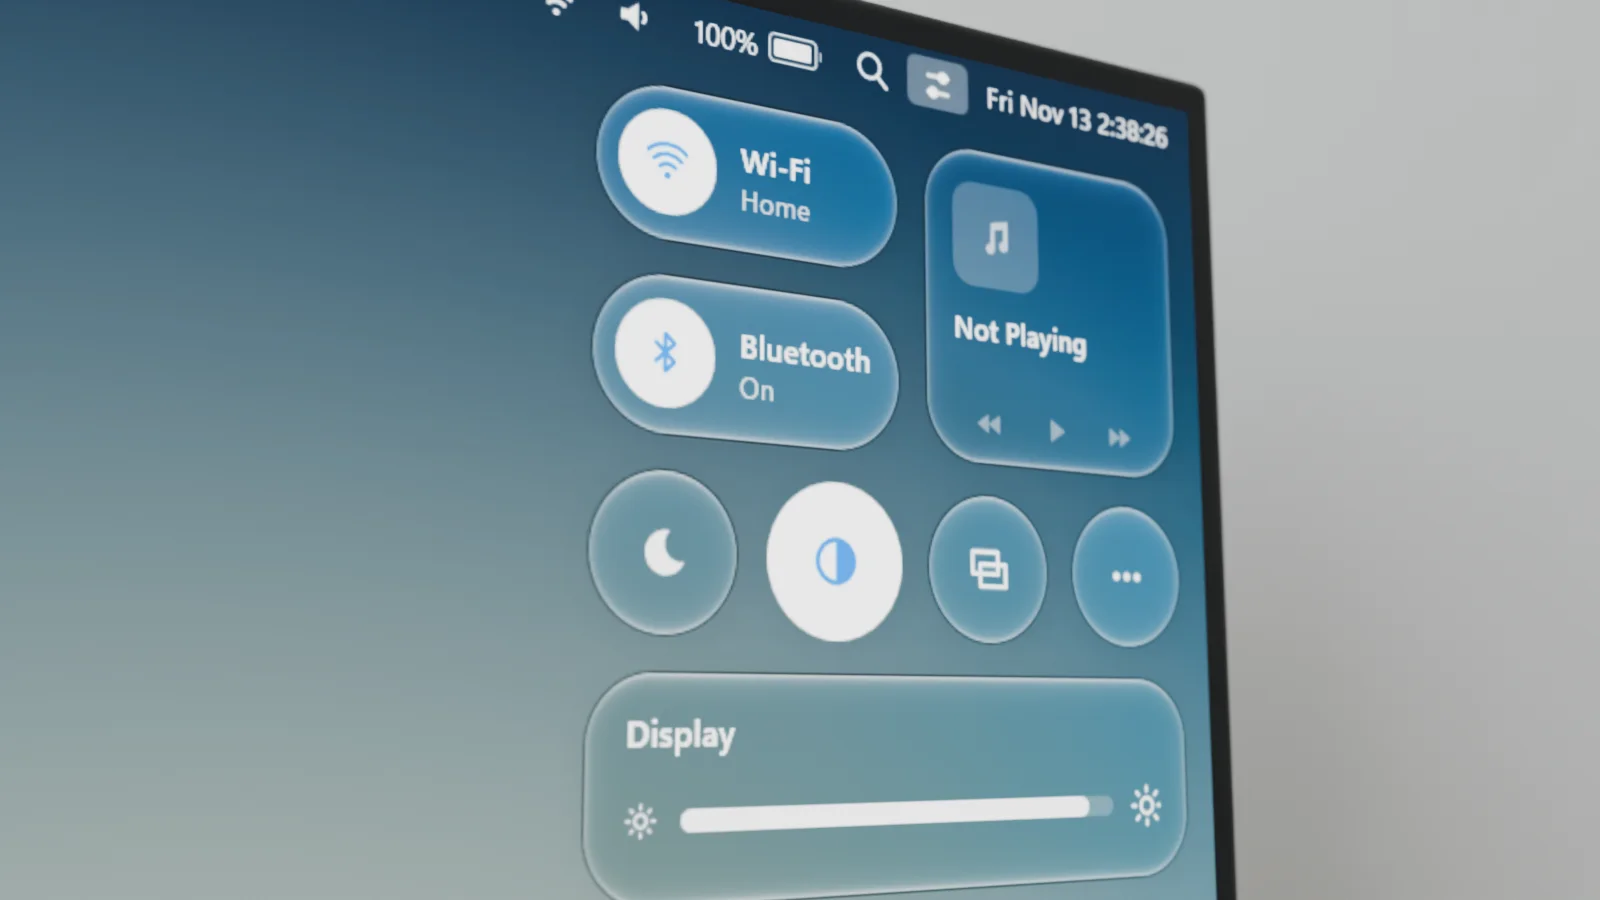 100%
Fri Nov 13 2:38:26
Wi-Fi
Home
Not Playing
Bluetooth
On
Display